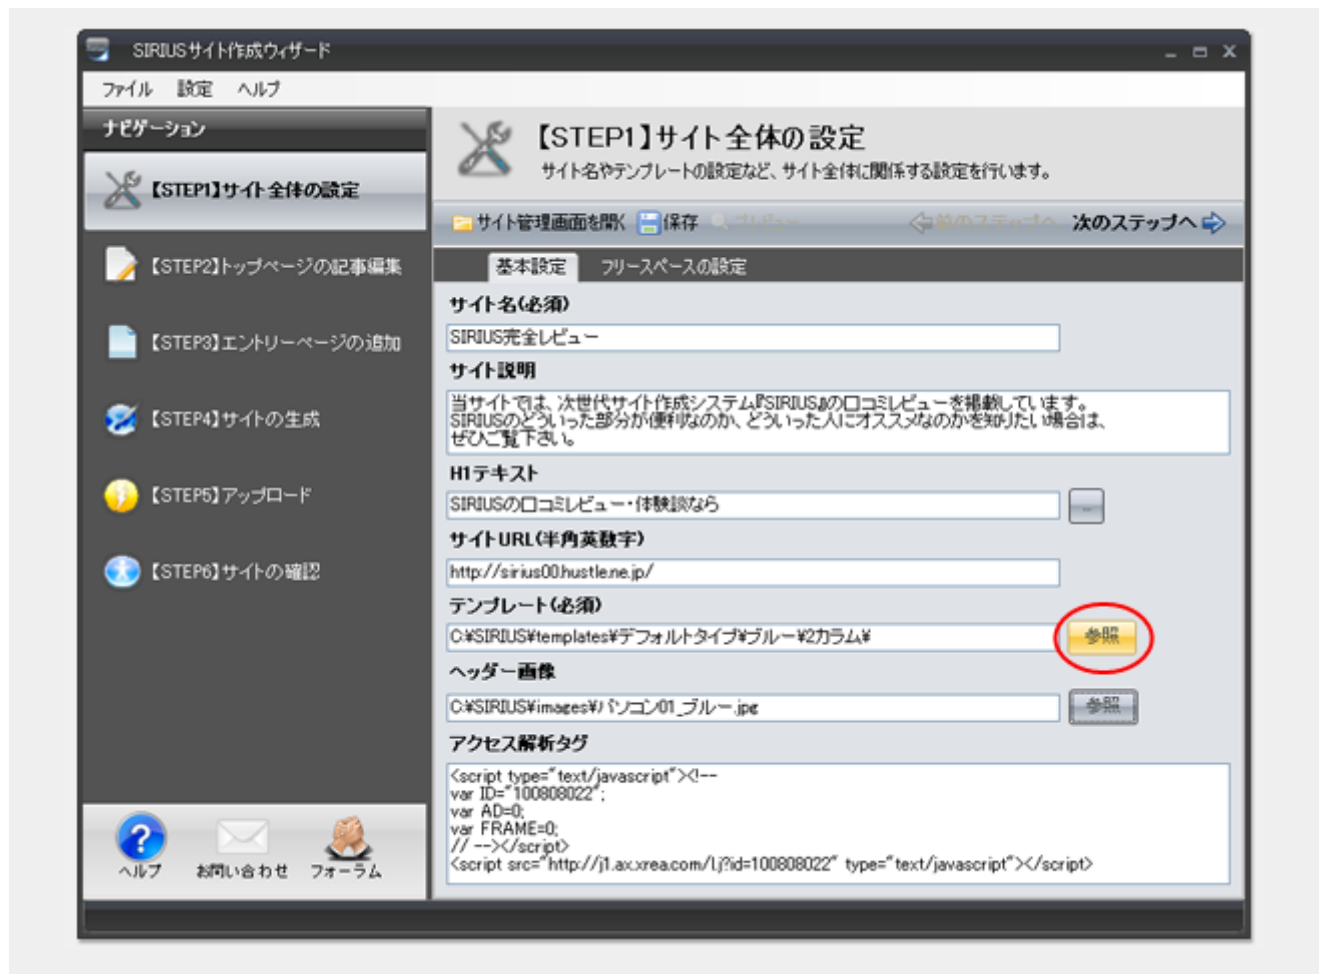 SIRIUSサイト作成ウィザード
ファイル 設定 ヘルプ
ナビゲーション
【STEP1】サイト全体の設定
【STEP2】トップページの記事編集
【STEP3】エントリーページの追加
【STEP4】サイトの生成
【STEP5】アップロード
【STEP6】サイトの確認
ヘルプ お問い合わせ フォーラム
【STEP1】サイト全体の設定
サイト名やテンプレートの設定など、サイト全体に関係する設定を行います。
サイト管理画面を開く 保存 プレビュー 前のステップへ 次のステップへ
基本設定 フリースペースの設定
サイト名(必須)
SIRIUS完全レビュー
サイト説明
当サイトでは、次世代サイト作成システム『SIRIUS』の口コミレビューを掲載しています。
SIRIUSのどういった部分が便利なのか、どういった人にオススメなのかを知りたい場合は、
ぜひご覧下さい。
H1テキスト
SIRIUSの口コミレビュー・体験談なら
...
サイトURL(半角英数字)
http://sirius00.hustle.ne.jp/
テンプレート(必須)
C:¥SIRIUS¥templates¥デフォルトタイプ¥ブルー¥2カラム¥
参照
ヘッダー画像
C:¥SIRIUS¥images¥パソコン01_ブルー.jpg
参照
アクセス解析タグ
<script type="text/javascript"><!--
var ID="100808022";
var AD=0;
var FRAME=0;
// --></script>
<script src="http://j1.ax.xrea.com/l.j?id=100808022" type="text/javascript"></script>